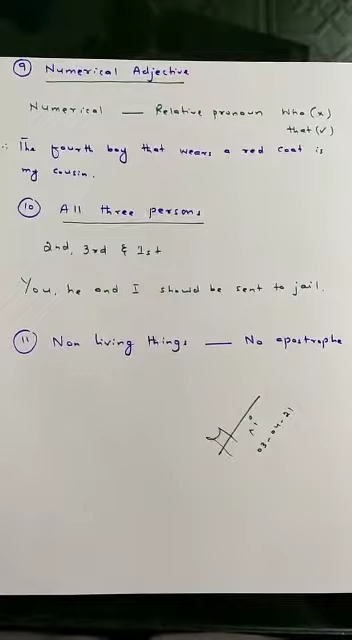 ⑨ Numerical Adjective
Numerical — Relative pronoun Who (x)
that (✓)
∴ The fourth boy that wears a red coat is
my cousin.
⑩ All three persons
2nd, 3rd & 1st
You, he and I should be sent to jail.
⑪ Non living things — No apostrophe
03-04-21